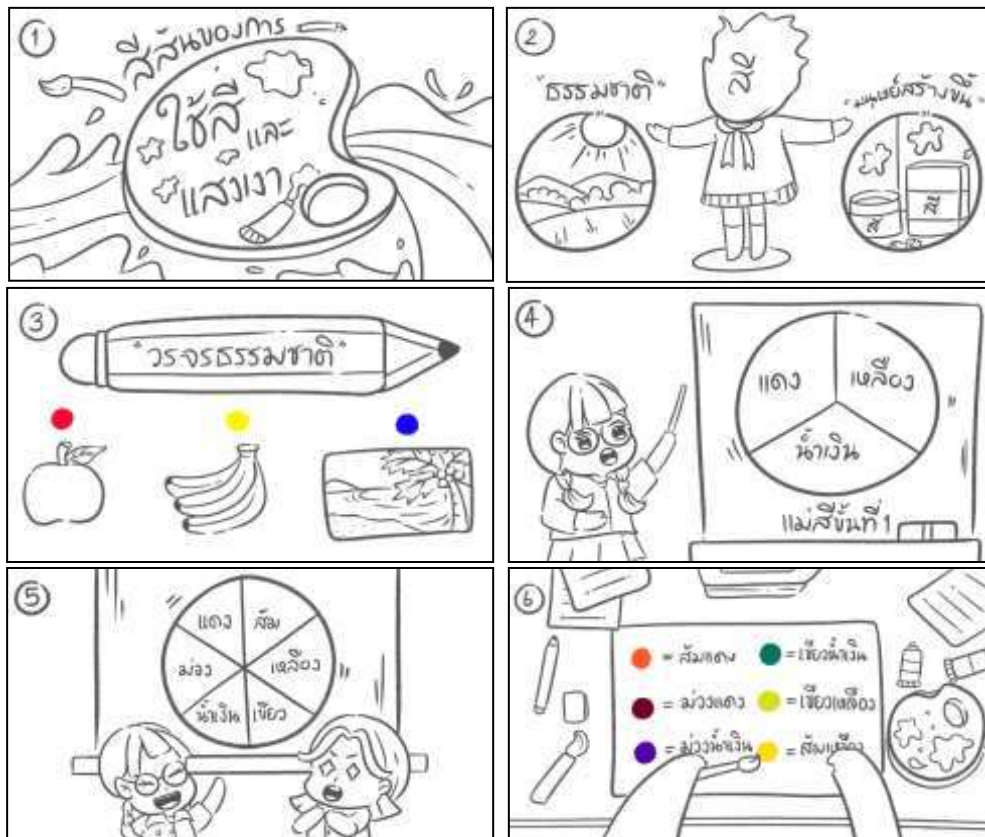 1
สีสันของการ
ใช้สี
และ
แสงเงา
2
"ธรรมชาติ"
สี
"มนุษย์สร้างขึ้น"
สี
สี
3
"วรจรธรรมชาติ"
4
แดง
เหลือง
น้ำเงิน
แม่สีขั้นที่ 1
5
แดง
ส้ม
ม่วง
เหลือง
น้ำเงิน
เขียว
6
= ส้มแดง
= เขียวน้ำเงิน
= ม่วงแดง
= เขียวเหลือง
= ม่วงน้ำเงิน
= ส้มเหลือง